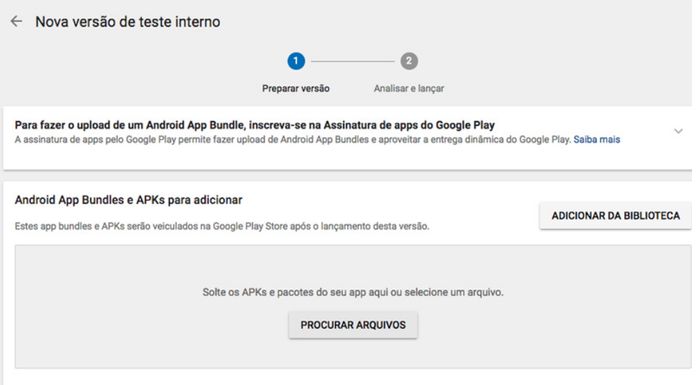 Nova versão de teste interno
1
2
Preparar versão
Analisar e lançar
Para fazer o upload de um Android App Bundle, inscreva-se na Assinatura de apps do Google Play
A assinatura de apps pelo Google Play permite fazer upload de Android App Bundles e aproveitar a entrega dinâmica do Google Play. Saiba mais
Android App Bundles e APKs para adicionar
ADICIONAR DA BIBLIOTECA
Estes app bundles e APKs serão veiculados na Google Play Store após o lançamento desta versão.
Solte os APKs e pacotes do seu app aqui ou selecione um arquivo.
PROCURAR ARQUIVOS